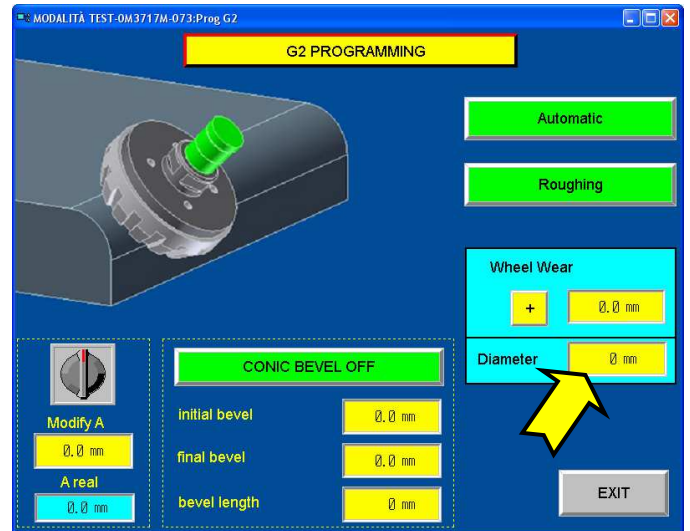 MODALITÀ TEST-0M3717M-073:Prog G2
G2 PROGRAMMING
Automatic
Roughing
Wheel Wear
+ 0.0 mm
Diameter 0 mm
CONIC BEVEL OFF
initial bevel 0.0 mm
final bevel 0.0 mm
bevel length 0 mm
Modify A
0.0 mm
A real
0.0 mm
EXIT